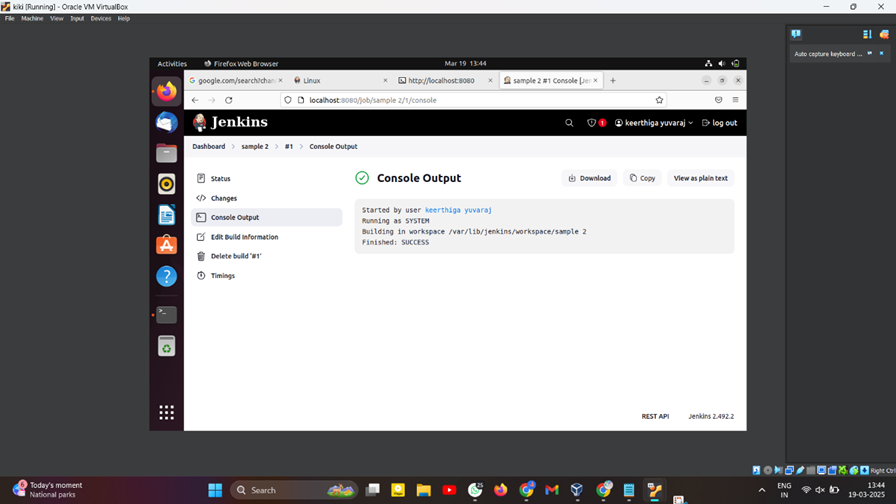 kiki [Running] - Oracle VM VirtualBox
File Machine View Input Devices Help
Auto capture keyboard ...
Activities Firefox Web Browser Mar 19 13:44
google.com/search?chan
Linux
http://localhost:8080
sample 2 #1 Console [Jen
localhost:8080/job/sample 2/1/console
Jenkins
1 keerthiga yuvaraj log out
Dashboard > sample 2 > #1 > Console Output
Status
Changes
Console Output
Edit Build Information
Delete build '#1'
Timings
Console Output
Download Copy View as plain text
Started by user keerthiga yuvaraj
Running as SYSTEM
Building in workspace /var/lib/jenkins/workspace/sample 2
Finished: SUCCESS
REST API Jenkins 2.492.2
Right Ctrl
Today's moment
National parks
Search
ENG
IN
13:44
19-03-2025